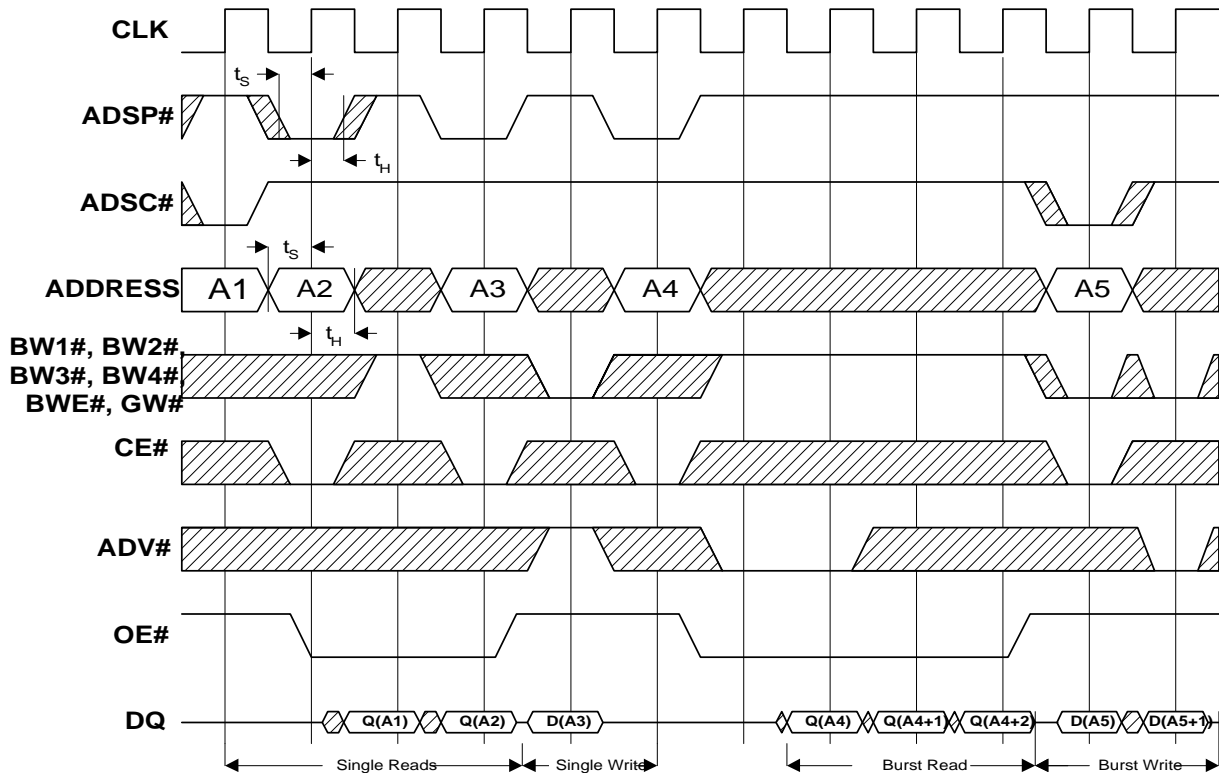 CLK
tS
ADSP#
tH
ADSC#
tS
ADDRESS A1 A2 A3 A4 A5
tH
BW1#, BW2#,
BW3#, BW4#,
BWE#, GW#
CE#
ADV#
OE#
DQ Q(A1) Q(A2) D(A3) Q(A4) Q(A4+1) Q(A4+2) D(A5) D(A5+1)
Single Reads Single Write Burst Read Burst Write